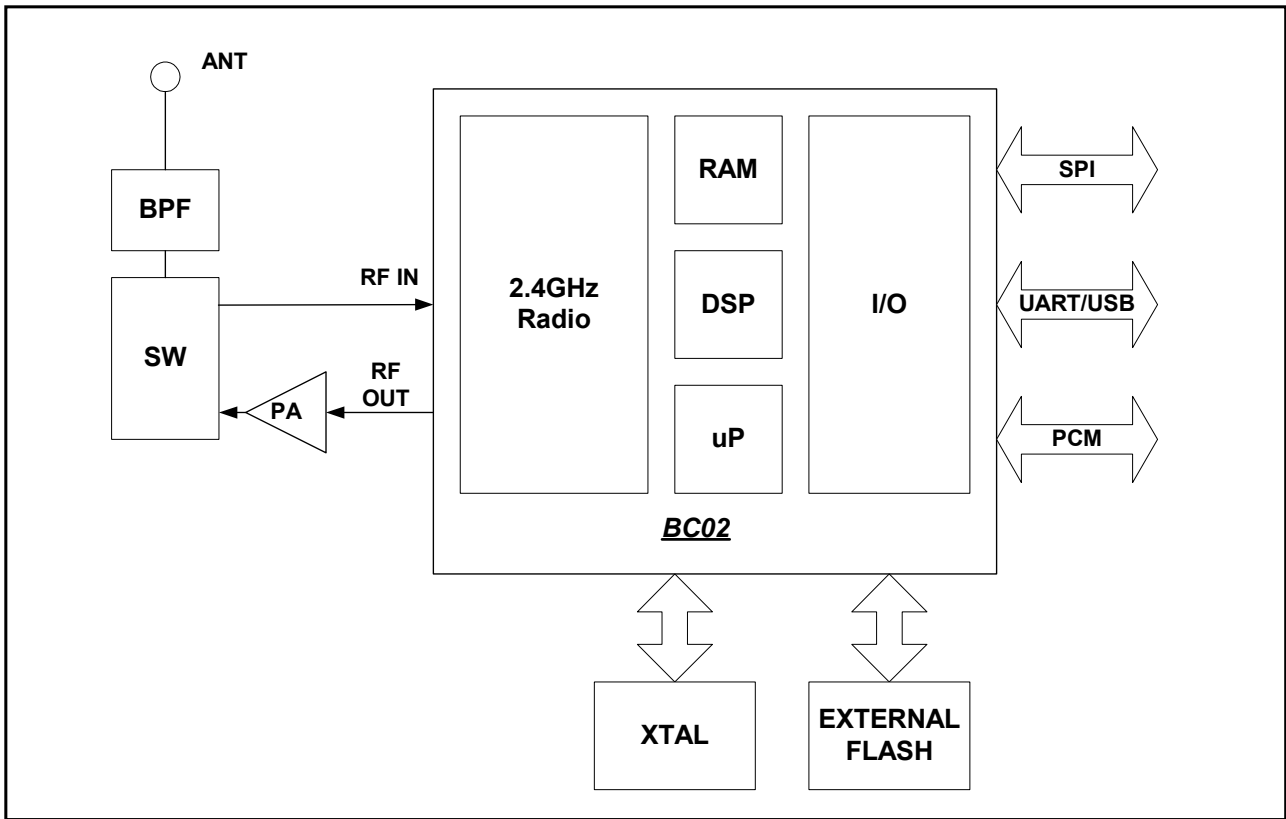 ANT
BPF
SW
RF IN
RF
OUT
PA
2.4GHz
Radio
RAM
DSP
uP
I/O
BC02
SPI
UART/USB
PCM
XTAL
EXTERNAL
FLASH